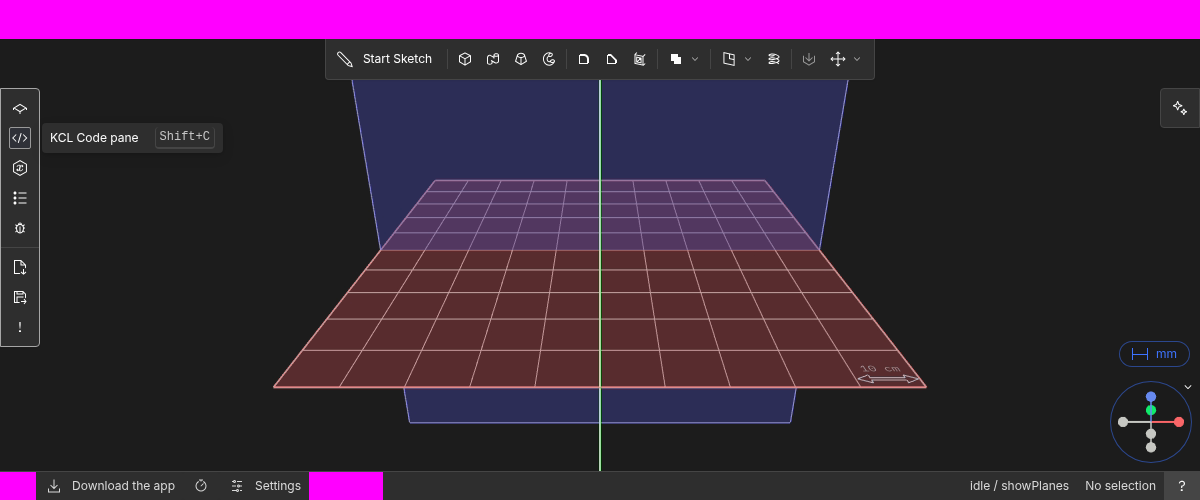 Start Sketch
KCL Code pane Shift+C
10 cm
mm
Download the app
Settings
idle / showPlanes
No selection
?